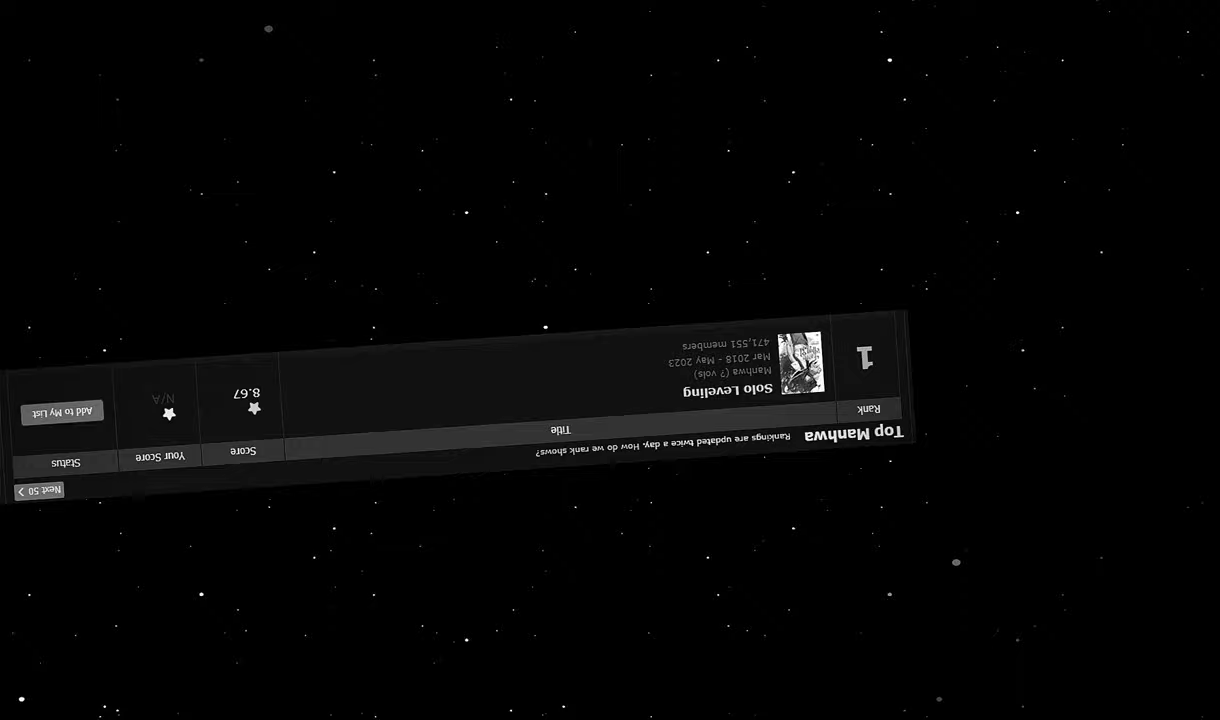 Top Manhwa Rankings are updated twice a day. How do we rank shows?
Next 50
Rank Title Score Your Score Status
1
Solo Leveling
Manhwa (? vols)
Mar 2018 - May 2023
471,551 members
8.67
N/A
Add to My List